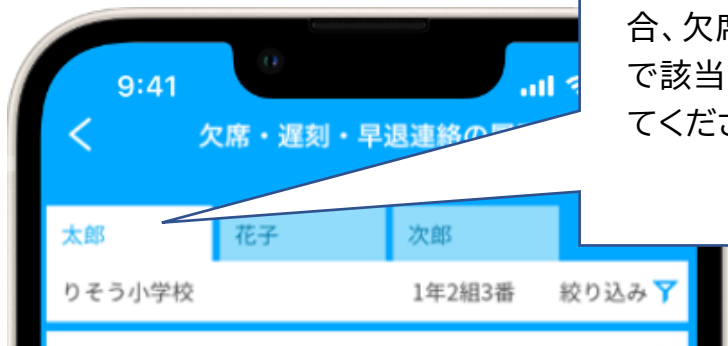 合、欠席
で該当
てくださ
9:41
欠席・遅刻・早退連絡の
太郎
花子
次郎
りそう小学校
1年2組3番
絞り込み